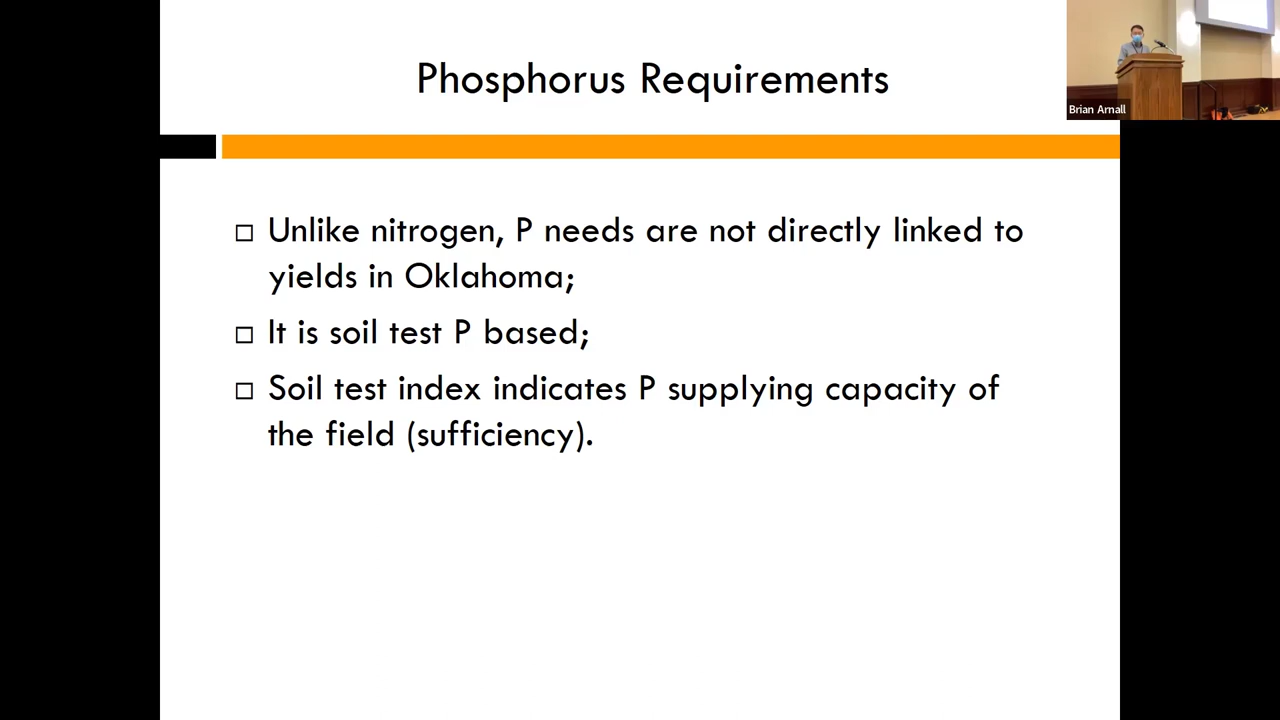 Phosphorus Requirements
Brian Arnall
Unlike nitrogen, P needs are not directly linked to
yields in Oklahoma;
It is soil test P based;
Soil test index indicates P supplying capacity of
the field (sufficiency).